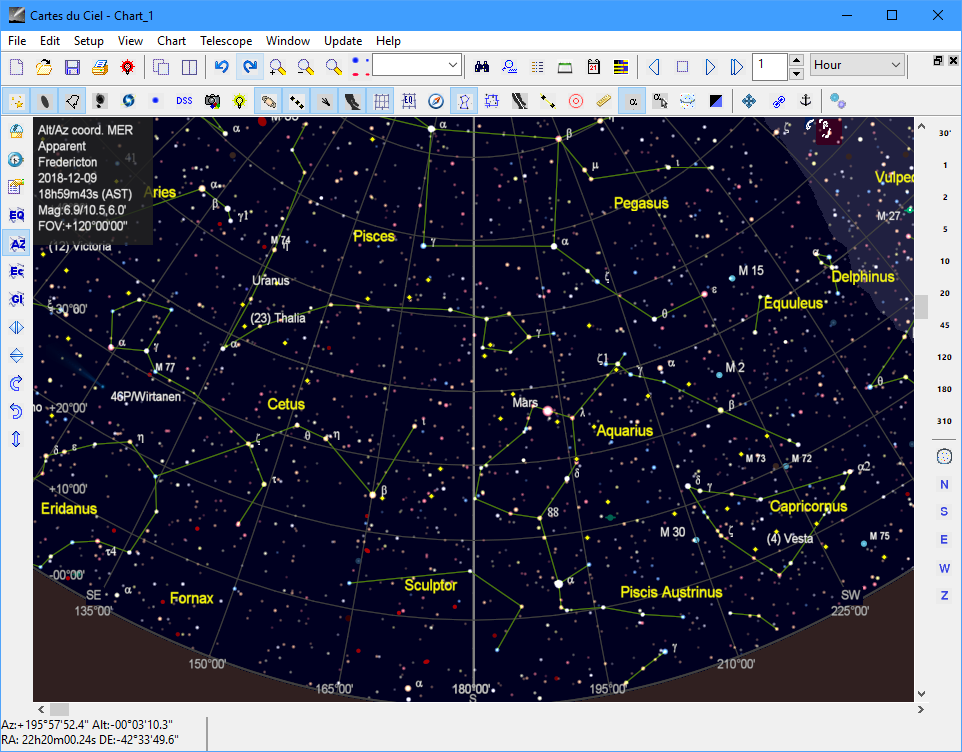 Cartes du Ciel - Chart_1
File Edit Setup View Chart Telescope Window Update Help
1 Hour
DSS
Alt/Az coord. MER
Apparent
Fredericton
2018-12-09
18h59m43s (AST)
Mag:6.9/10.5,6.0'
FOV:+120°00'00"
30'
1
2
5
10
20
45
120
180
310
N
S
E
W
Z
EQ
AZ
Ec
Gl
α
α
β
μ
ι
ξ
Vulpec
Aries
α
β
γ1
Pegasus
M 27
M 74
η
Pisces
γ
α
(12) Victoria
α
Delphinus
Uranus
ζ
M 15
ε
Equuleus
+30°00'
(23) Thalia
θ
γ
α
γ
α
ζ1
γ
α
M 77
M 2
θ
46P/Wirtanen
+20°00'
Cetus
Mars
λ
β
ι
Aquarius
δ
ε
η
ζ
θ
η
M 73
M 72
α2
τ
δ
+10°00'
β
δ
γ
Eridanus
88
Capricornus
M 30
ζ
(4) Vesta
M 75
τ4
-00°00'
Sculptor
α
Piscis Austrinus
SE
α
Fornax
SW
135°00'
225°00'
150°00'
γ
210°00'
165°00'
α
180°00'
195°00'
S
Az:+195°57'52.4" Alt:-00°03'10.3"
RA: 22h20m00.24s DE:-42°33'49.6"